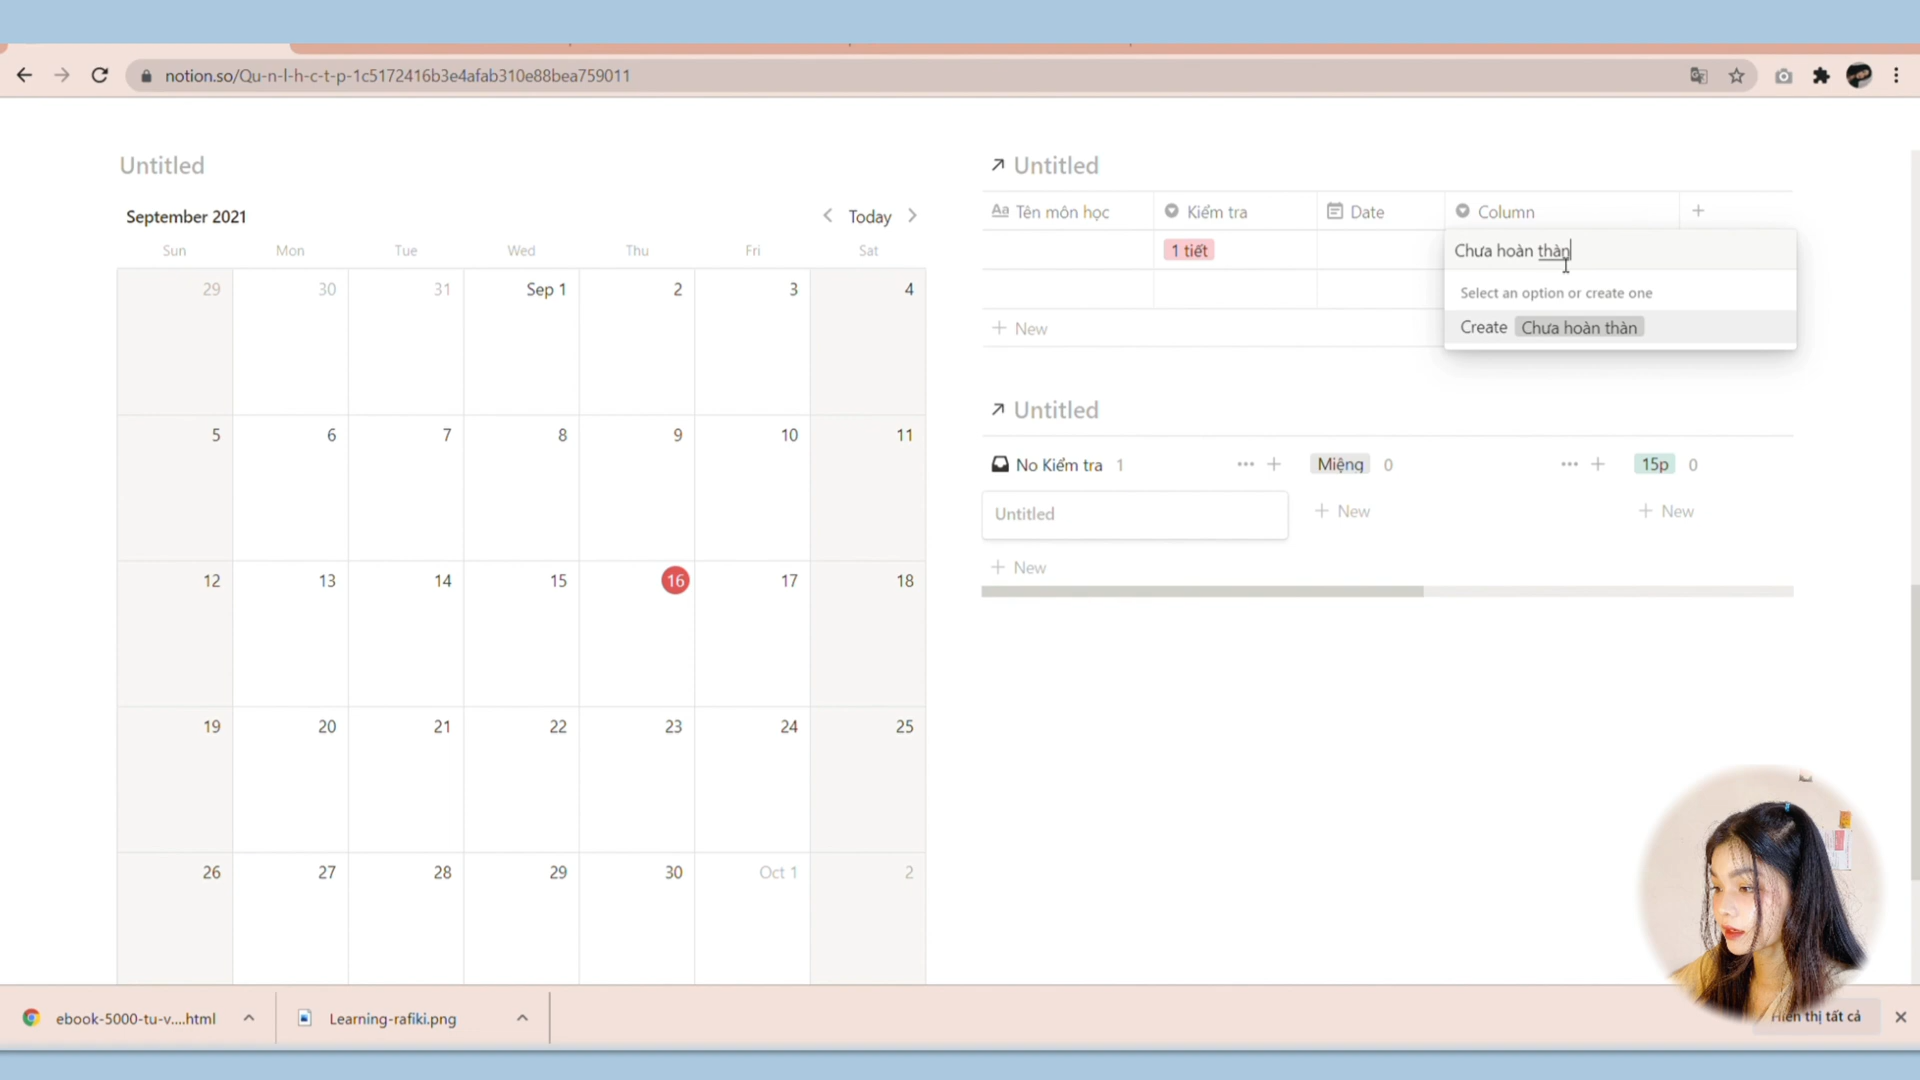 notion.so/Qu-n-l-h-c-t-p-1c5172416b3e4afab310e88bea759011
Untitled
September 2021
Today
Sun Mon Tue Wed Thu Fri Sat
29 30 31 Sep 1 2 3 4
5 6 7 8 9 10 11
12 13 14 15 16 17 18
19 20 21 22 23 24 25
26 27 28 29 30 Oct 1 2
Untitled
Aa Tên môn học Kiểm tra Date Column +
1 tiết Chưa hoàn thàn
Select an option or create one
Create Chưa hoàn thàn
+ New
Untitled
No Kiểm tra 1 ••• + Miệng 0 ••• + 15p 0
Untitled
+ New
+ New
+ New
ebook-5000-tu-v....html
Learning-rafiki.png
Hiển thị tất cả